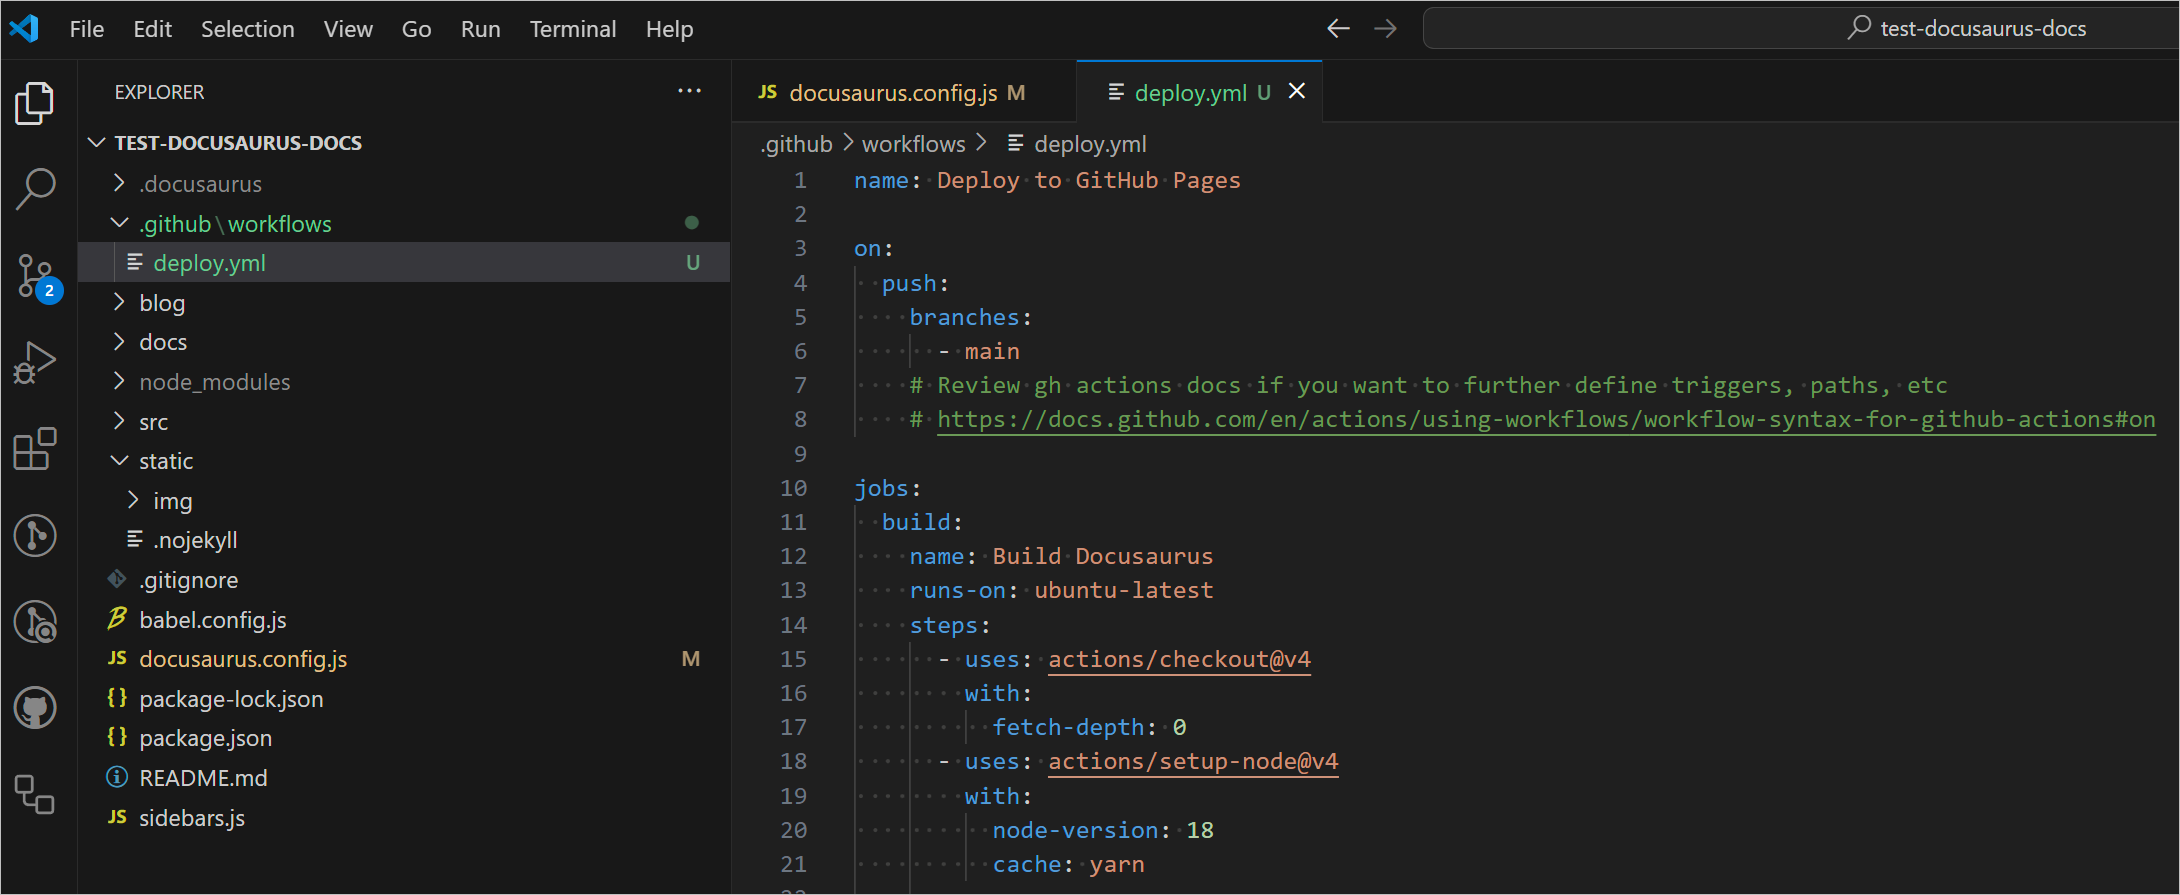 File Edit Selection View Go Run Terminal Help
test-docusaurus-docs
EXPLORER
TEST-DOCUSAURUS-DOCS
.docusaurus
.github\workflows
deploy.yml U
blog
docs
node_modules
src
static
img
.nojekyll
.gitignore
babel.config.js
JS docusaurus.config.js M
{} package-lock.json
{} package.json
README.md
JS sidebars.js
2
JS docusaurus.config.js M
deploy.yml U
.github > workflows > deploy.yml
1 name: Deploy to GitHub Pages
2
3 on:
4 push:
5 branches:
6 - main
7 # Review gh actions docs if you want to further define triggers, paths, etc
8 # https://docs.github.com/en/actions/using-workflows/workflow-syntax-for-github-actions#on
9
10 jobs:
11 build:
12 name: Build Docusaurus
13 runs-on: ubuntu-latest
14 steps:
15 - uses: actions/checkout@v4
16 with:
17 fetch-depth: 0
18 - uses: actions/setup-node@v4
19 with:
20 node-version: 18
21 cache: yarn